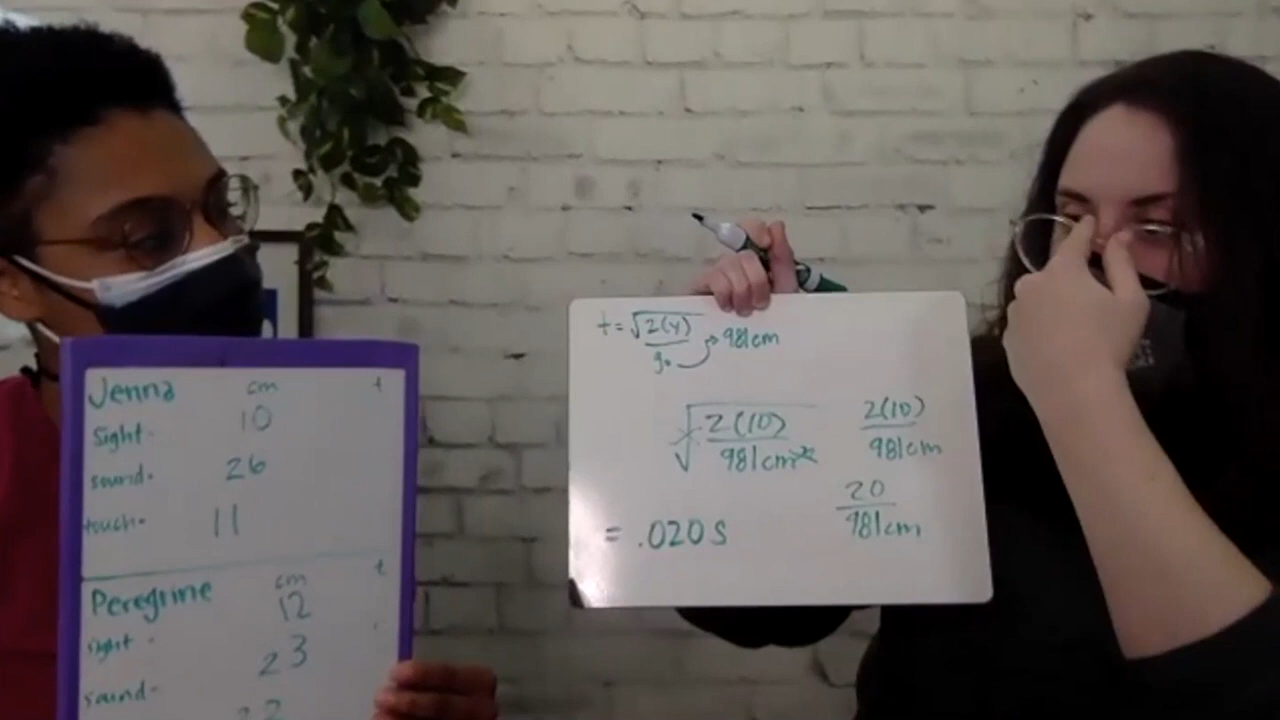 Jenna cm t
Sight- 10
sound- 26
touch- 11
Peregrine cm t
sight- 12
sound- 23
22
t=√2(y)
g. → 981cm
√2(10)
981cm
2(10)
981cm
20
981cm
= .020 s